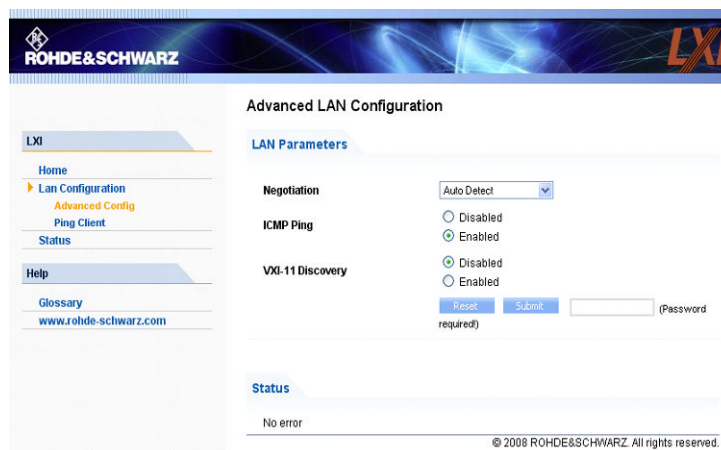 ROHDE&SCHWARZ
LXI
Advanced LAN Configuration
LXI
Home
Lan Configuration
Advanced Config
Ping Client
Status
Help
Glossary
www.rohde-schwarz.com
LAN Parameters
Negotiation
Auto Detect
ICMP Ping
Disabled
Enabled
VXI-11 Discovery
Disabled
Enabled
Reset Submit (Password
required!)
Status
No error
© 2008 ROHDE&SCHWARZ. All rights reserved.